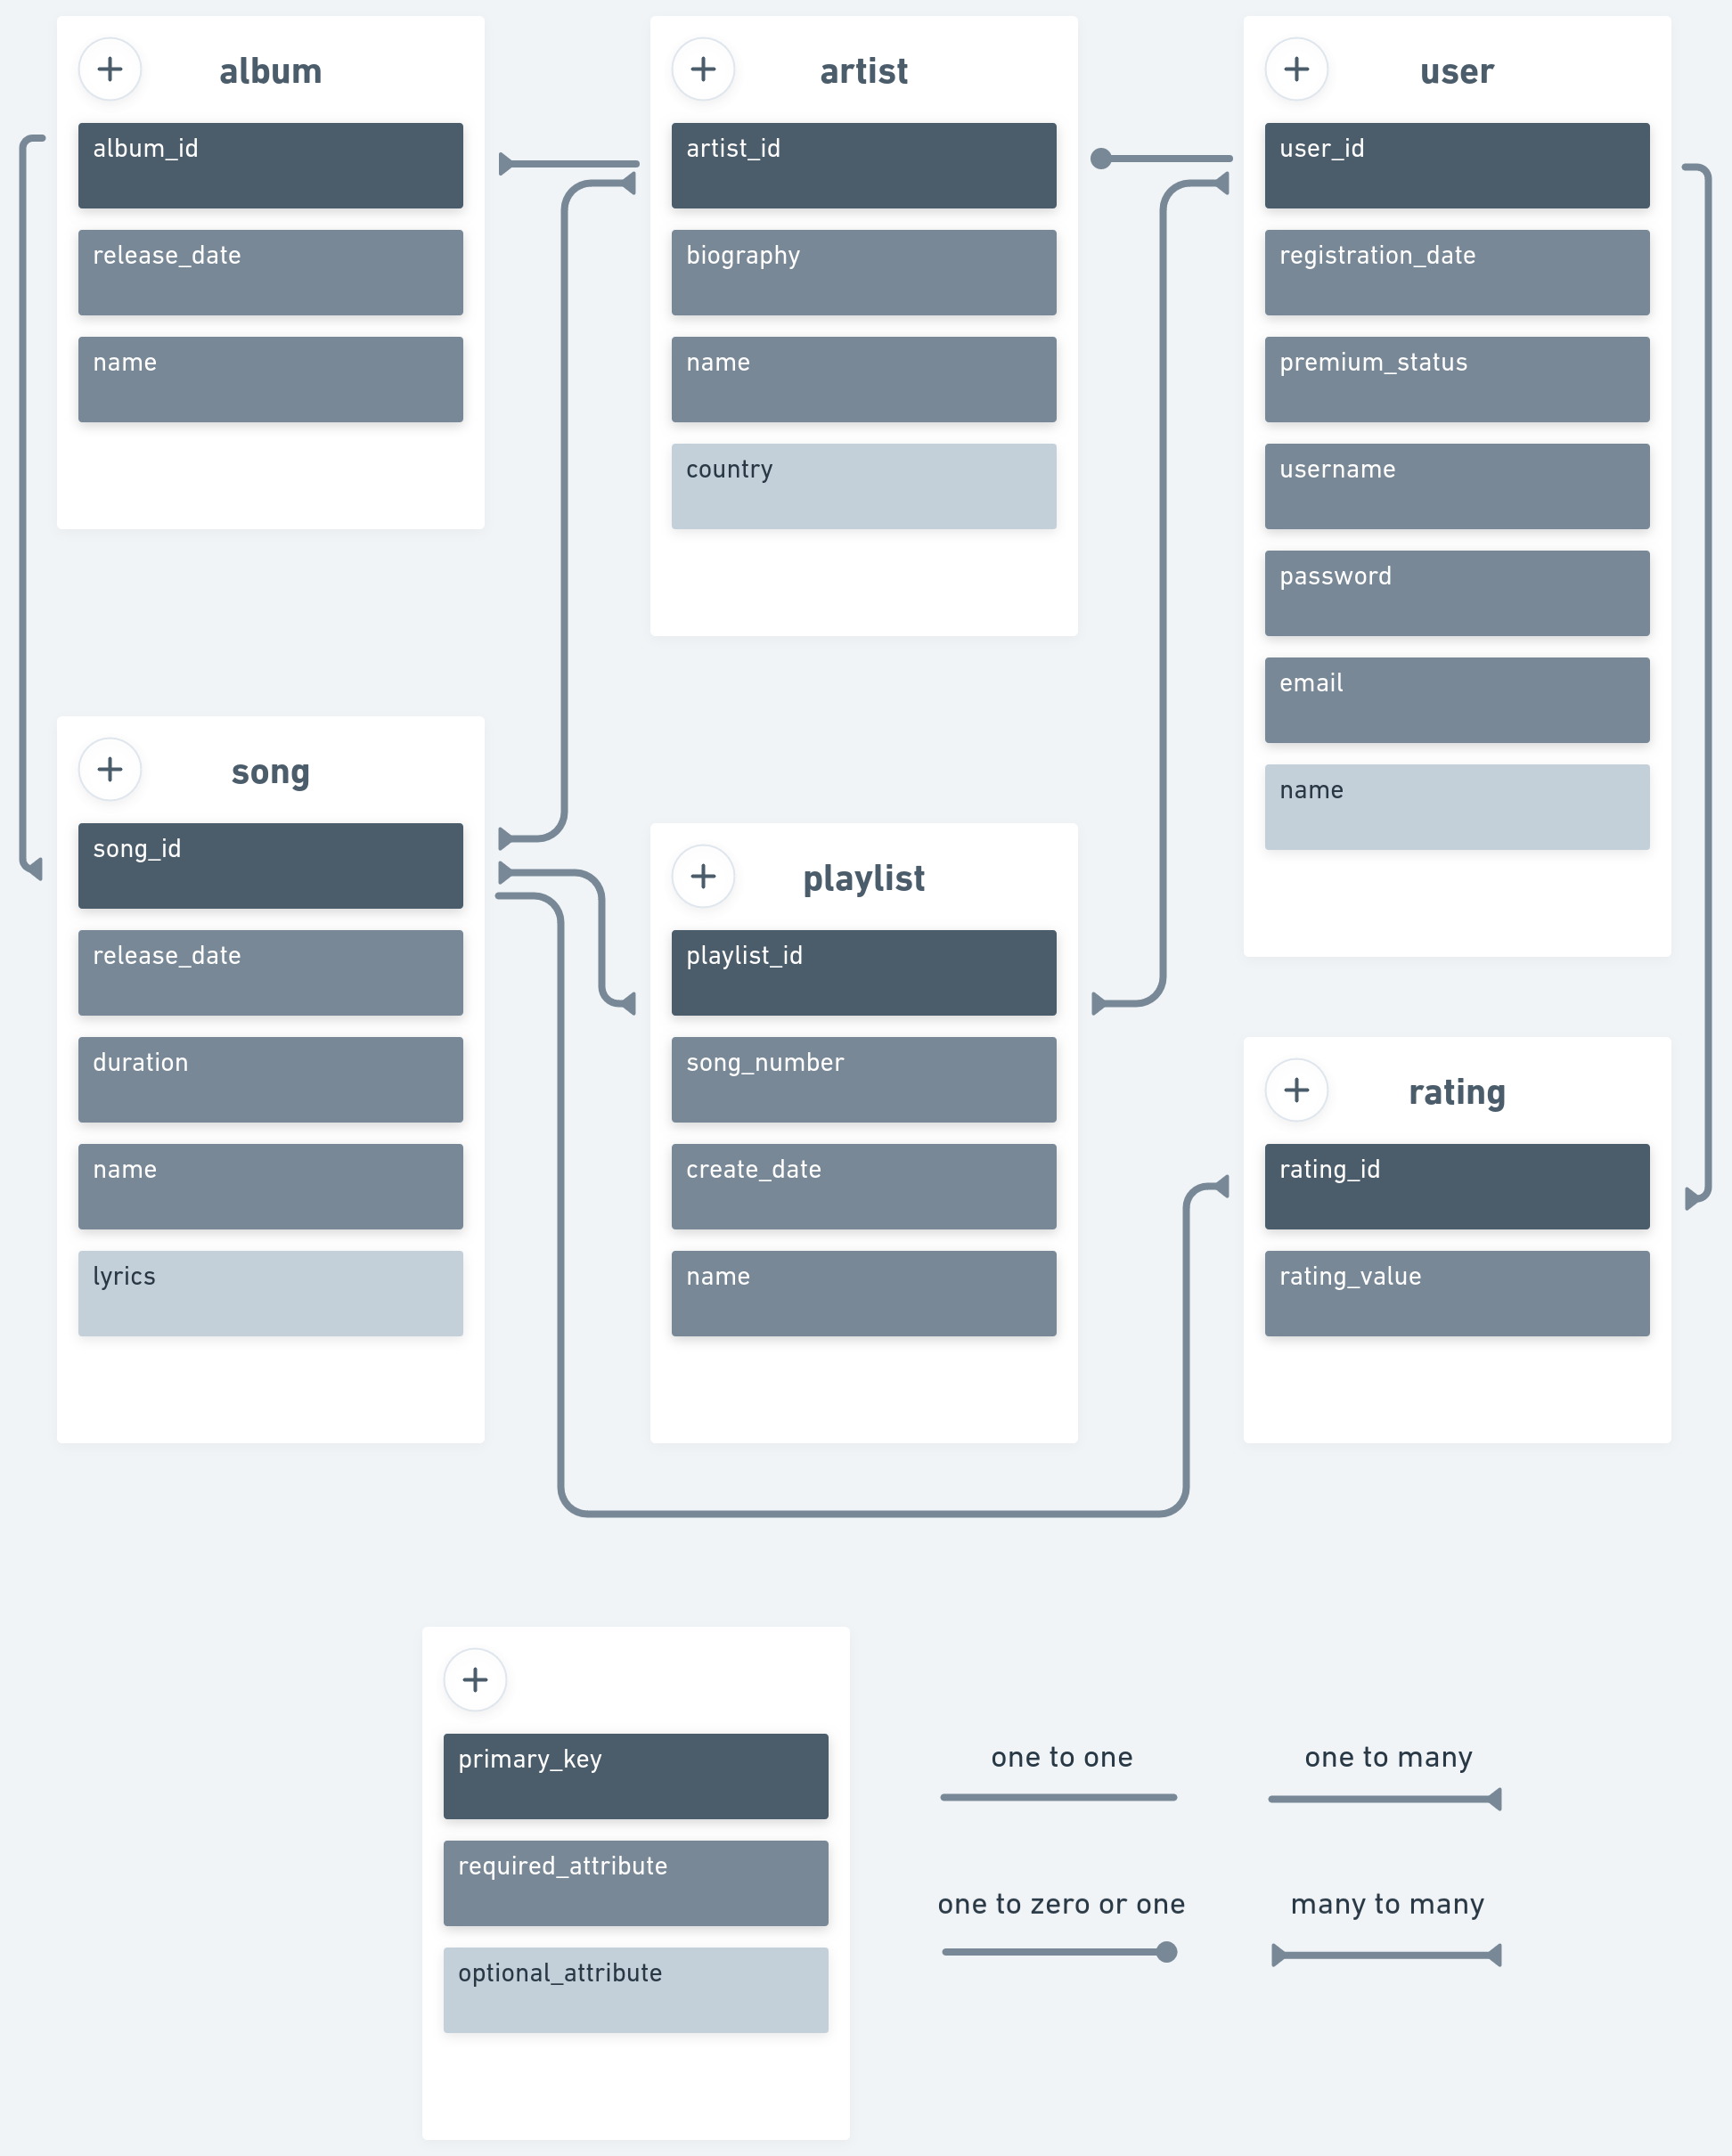 album
album_id
release_date
name
artist
artist_id
biography
name
country
user
user_id
registration_date
premium_status
username
password
email
name
song
song_id
release_date
duration
name
lyrics
playlist
playlist_id
song_number
create_date
name
rating
rating_id
rating_value
primary_key
required_attribute
optional_attribute
one to one
one to many
one to zero or one
many to many